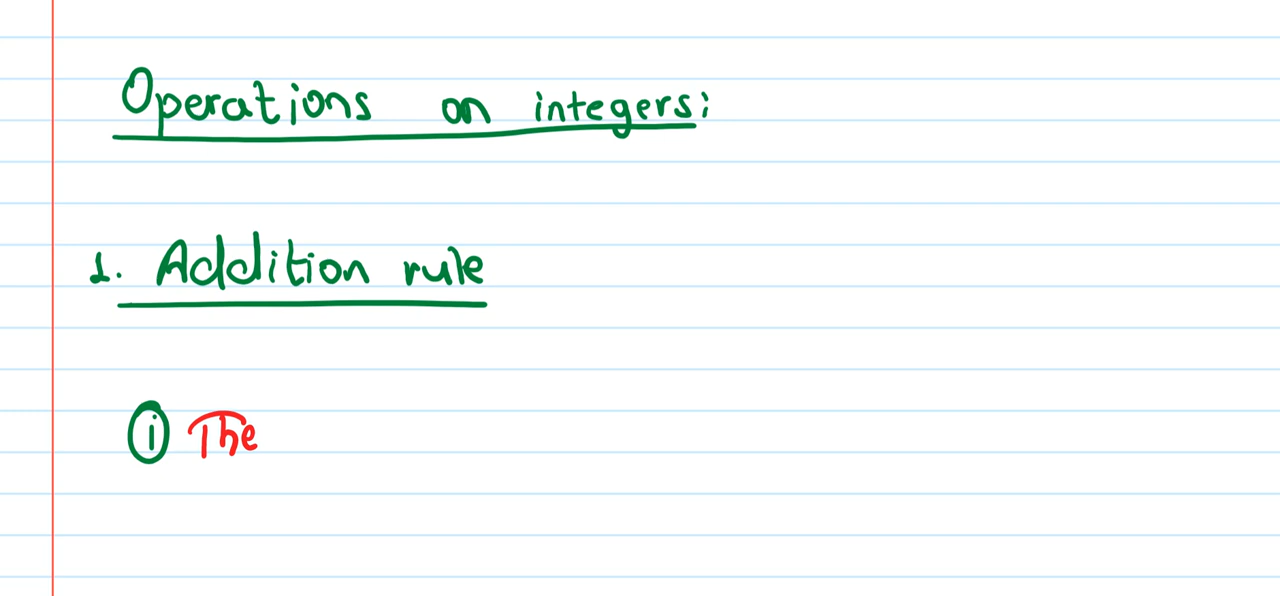 Operations on integers:
1. Addition rule
i The